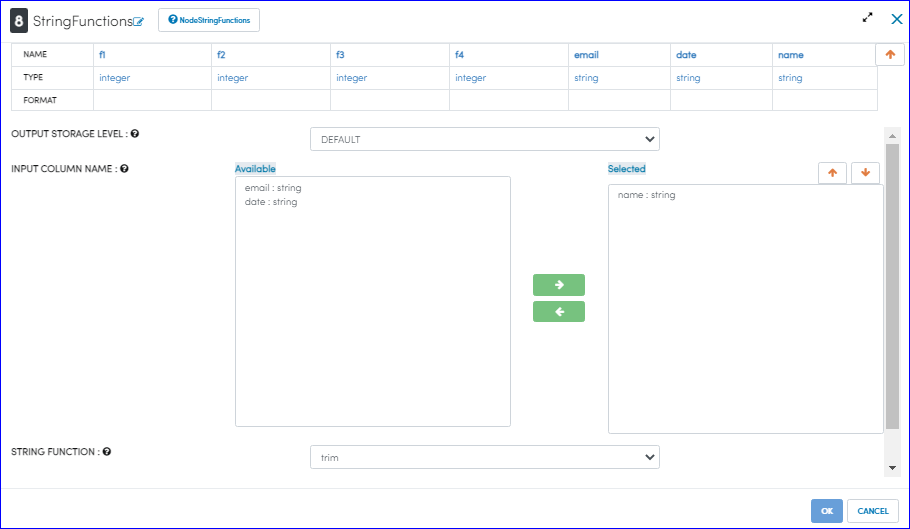 8 StringFunctions NodeStringFunctions
NAME f1 f2 f3 f4 email date name
TYPE integer integer integer integer string string string
FORMAT
OUTPUT STORAGE LEVEL : DEFAULT
INPUT COLUMN NAME : Available Selected
email : string
date : string
name : string
STRING FUNCTION : trim
OK CANCEL